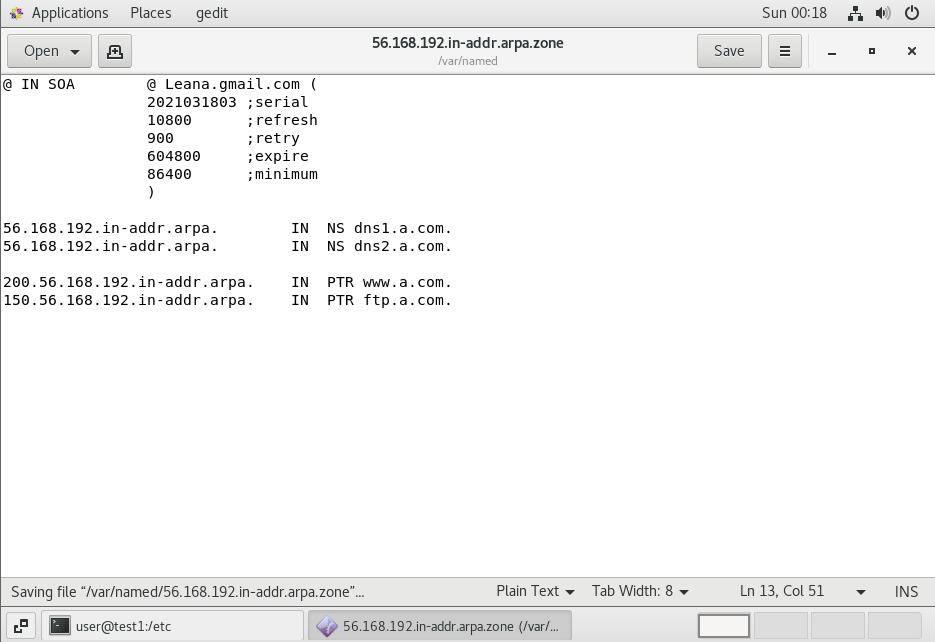 Applications Places gedit Sun 00:18
Open 56.168.192.in-addr.arpa.zone Save
/var/named
@ IN SOA @ Leana.gmail.com (
2021031803 ;serial
10800 ;refresh
900 ;retry
604800 ;expire
86400 ;minimum
)
56.168.192.in-addr.arpa. IN NS dns1.a.com.
56.168.192.in-addr.arpa. IN NS dns2.a.com.
200.56.168.192.in-addr.arpa. IN PTR www.a.com.
150.56.168.192.in-addr.arpa. IN PTR ftp.a.com.
Saving file “/var/named/56.168.192.in-addr.arpa.zone”... Plain Text Tab Width: 8 Ln 13, Col 51 INS
user@test1:/etc 56.168.192.in-addr.arpa.zone (/var/...